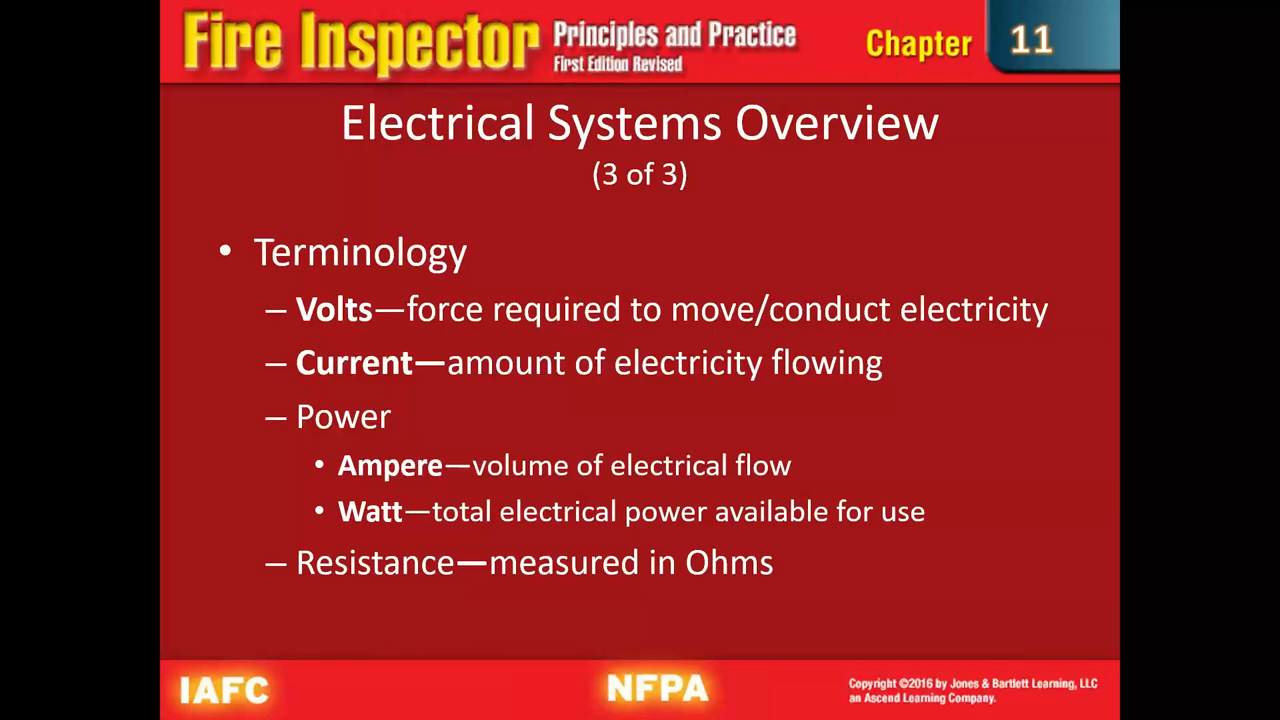 Fire Inspector Principles and Practice
First Edition Revised
Chapter 11
Electrical Systems Overview
(3 of 3)
• Terminology
– Volts—force required to move/conduct electricity
– Current—amount of electricity flowing
– Power
• Ampere—volume of electrical flow
• Watt—total electrical power available for use
– Resistance—measured in Ohms
IAFC
NFPA
Copyright ©2016 by Jones & Bartlett Learning, LLC
an Ascend Learning Company.